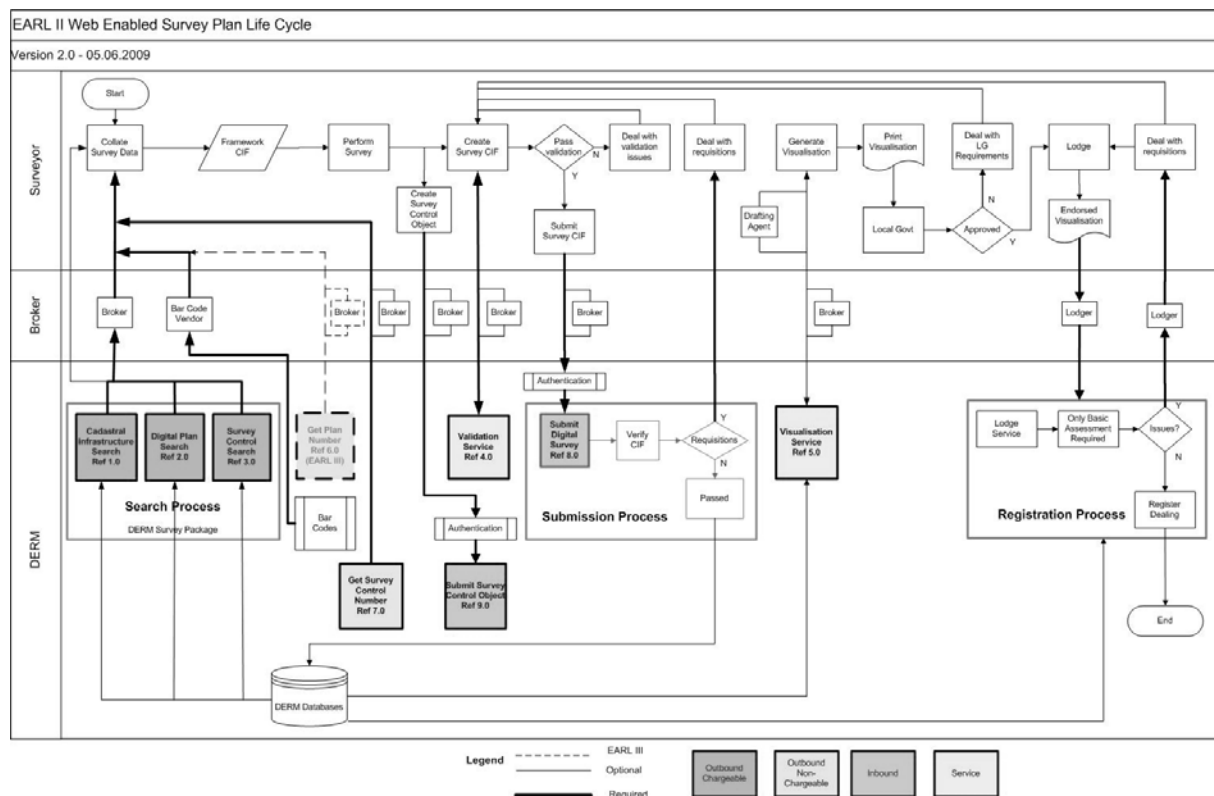 EARL II Web Enabled Survey Plan Life Cycle
Version 2.0 - 05.06.2009
Surveyor
Start
Collate
Survey Data
Framework
CIF
Perform
Survey
Create
Survey
Control
Object
Create
Survey CIF
Pass
validation
N
Y
Deal with
validation
issues
Submit
Survey CIF
Deal with
requisitions
Generate
Visualisation
Drafting
Agent
Print
Visualisation
Local Govt
Deal with
LG
Requirements
N
Approved
Y
Lodge
Endorsed
Visualisation
Deal with
requisitions
Broker
Broker
Bar Code
Vendor
Broker
Broker
Broker
Broker
Broker
Broker
Lodger
Lodger
DERM
Cadastral
Infrastructure
Search
Ref 1.0
Digital Plan
Search
Ref 2.0
Survey
Control
Search
Ref 3.0
Search Process
DERM Survey Package
Get Plan
Number
Ref 6.0
(EARL III)
Bar
Codes
Get Survey
Control
Number
Ref 7.0
Validation
Service
Ref 4.0
Authentication
Submit Survey
Control Object
Ref 9.0
Authentication
Submit
Digital
Survey
Ref 8.0
Verify
CIF
Requisitions
Y
N
Passed
Submission Process
Visualisation
Service
Ref 5.0
Lodge
Service
Only Basic
Assessment
Required
Issues?
Y
N
Register
Dealing
Registration Process
End
DERM Databases
Legend
EARL III
Optional
Required
Outbound
Chargeable
Outbound
Non-
Chargeable
Inbound
Service